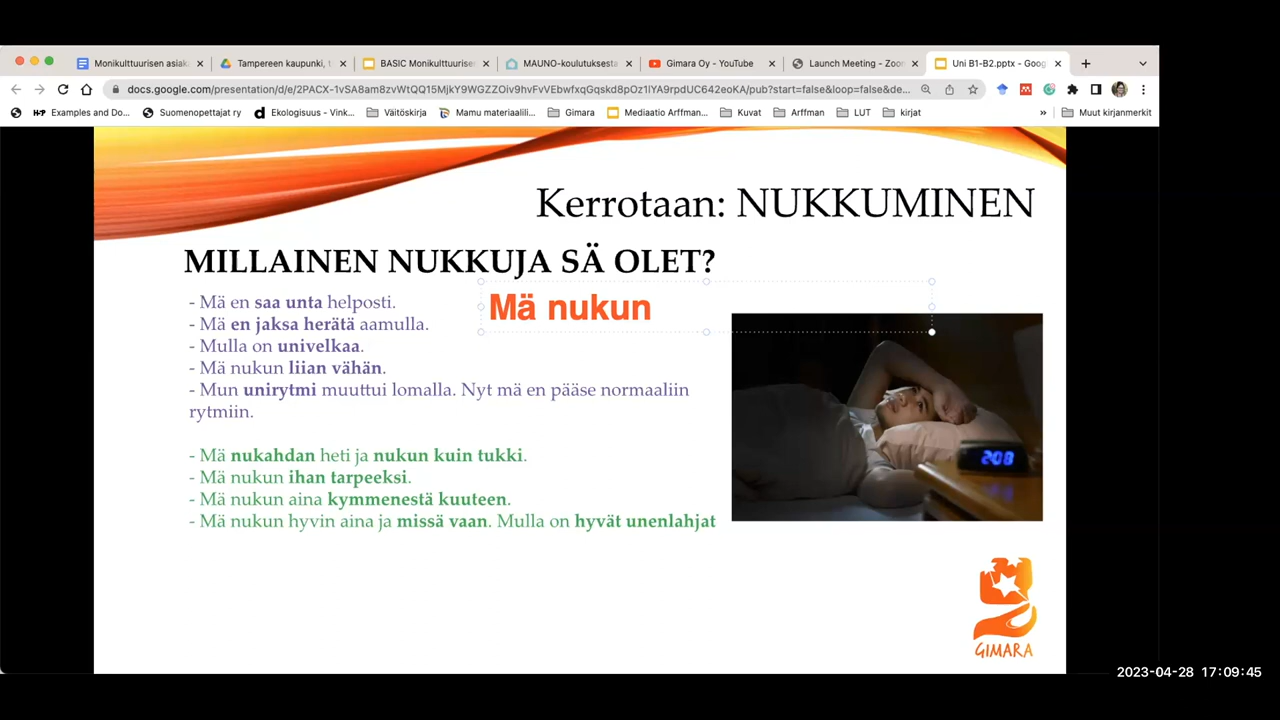 Monikulttuurisen asiaka
Tampereen kaupunki, t
BASIC Monikulttuurise
MAUNO-koulutuksesta
Gimara Oy - YouTube
Launch Meeting - Zoom
Uni B1-B2.pptx - Goog
docs.google.com/presentation/d/e/2PACX-1vSA8am8zvWtQQ15MjkY9WGZZOiv9hvFvVEbwfxqGqskd8pOz1lYA9rpdUC642eoKA/pub?start=false&loop=false&de...
Examples and Do...
Suomenopettajat ry
Ekologisuus - Vink...
Väitöskirja
Mamu materiaalili...
Gimara
Mediaatio Arffman...
Kuvat
Arffman
LUT
kirjat
»
Muut kirjanmerkit
Kerrotaan: NUKKUMINEN
MILLAINEN NUKKUJA SÄ OLET?
- Mä en saa unta helposti.
Mä nukun
- Mä en jaksa herätä aamulla.
- Mulla on univelkaa.
- Mä nukun liian vähän.
- Mun unirytmi muuttui lomalla. Nyt mä en pääse normaaliin
rytmiin.
- Mä nukahdan heti ja nukun kuin tukki.
- Mä nukun ihan tarpeeksi.
- Mä nukun aina kymmenestä kuuteen.
- Mä nukun hyvin aina ja missä vaan. Mulla on hyvät unenlahjat
2:08
GIMARA
2023-04-28 17:09:45